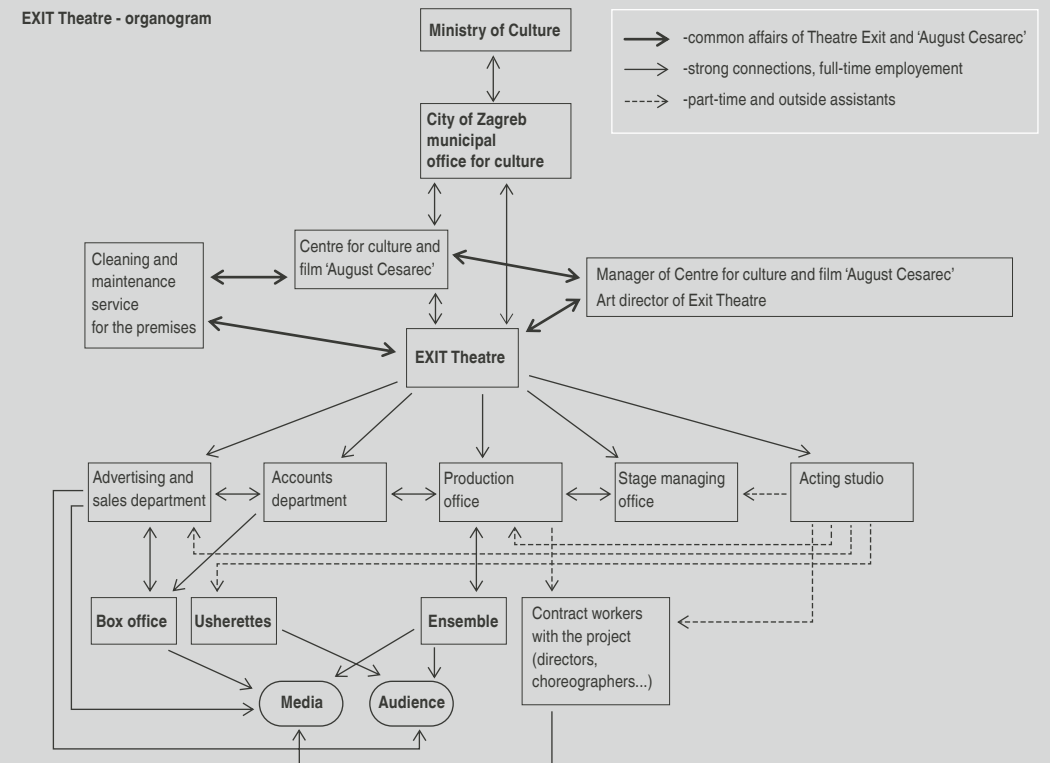 EXIT Theatre - organogram
Ministry of Culture
-common affairs of Theatre Exit and ‘August Cesarec’
-strong connections, full-time employement
-part-time and outside assistants
City of Zagreb
municipal
office for culture
Centre for culture and
film ‘August Cesarec’
Cleaning and
maintenance
service
for the premises
Manager of Centre for culture and film ‘August Cesarec’
Art director of Exit Theatre
EXIT Theatre
Advertising and
sales department
Accounts
department
Production
office
Stage managing
office
Acting studio
Box office
Usherettes
Ensemble
Contract workers
with the project
(directors,
choreographers...)
Media
Audience